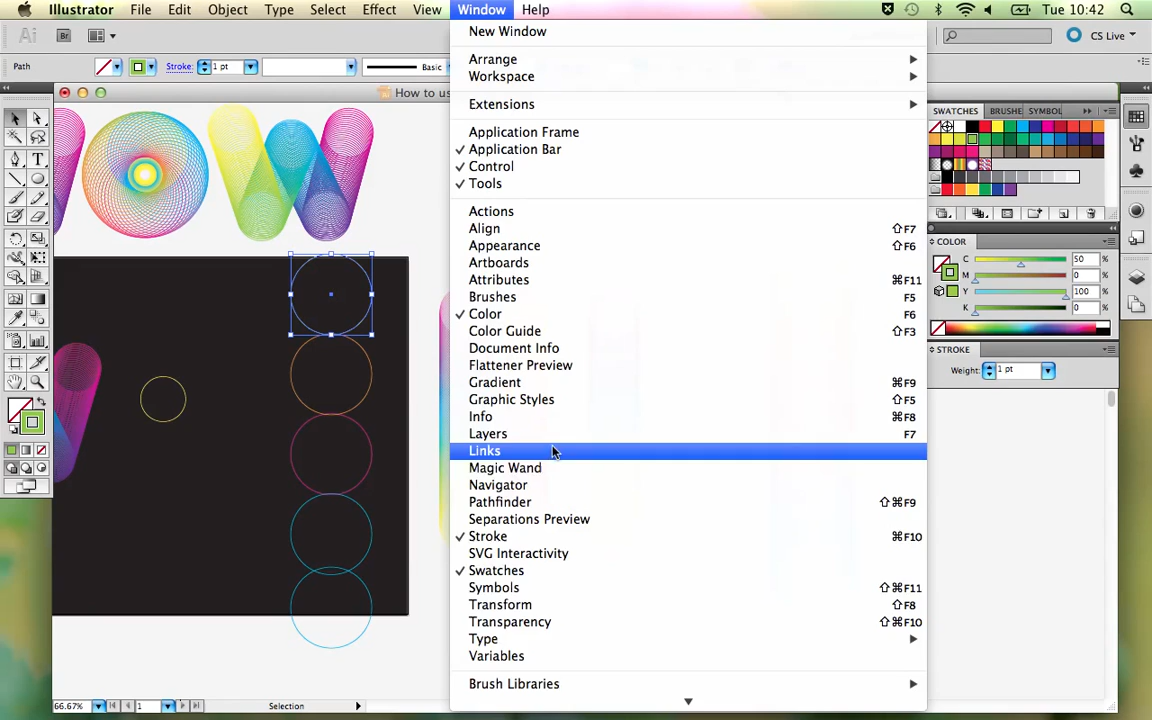 Illustrator File Edit Object Type Select Effect View Window Help Tue 10:42
Ai Br CS Live
Path Stroke: 1 pt Basic
How to us
New Window
Arrange
Workspace
Extensions
Application Frame
✓ Application Bar
✓ Control
✓ Tools
Actions
Align ⇧F7
Appearance ⇧F6
Artboards
Attributes ⌘F11
Brushes F5
✓ Color F6
Color Guide ⇧F3
Document Info
Flattener Preview
Gradient ⌘F9
Graphic Styles ⇧F5
Info ⌘F8
Layers F7
Links
Magic Wand
Navigator
Pathfinder ⇧⌘F9
Separations Preview
✓ Stroke ⌘F10
SVG Interactivity
✓ Swatches
Symbols ⇧⌘F11
Transform ⇧F8
Transparency ⇧⌘F10
Type
Variables
Brush Libraries
SWATCHES BRUSHE SYMBOL
COLOR
C 50 %
M 0 %
Y 100 %
K 0 %
STROKE
Weight: 1 pt
T
66.67% 1 Selection